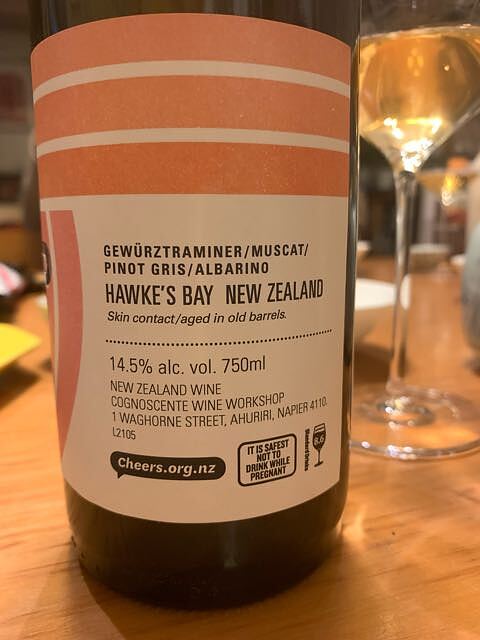 GEWÜRZTRAMINER/MUSCAT/
PINOT GRIS/ALBARINO
HAWKE'S BAY NEW ZEALAND
Skin contact/aged in old barrels.
14.5% alc. vol. 750ml
NEW ZEALAND WINE
COGNOSCENTE WINE WORKSHOP
1 WAGHORNE STREET, AHURIRI, NAPIER 4110.
L2105
Cheers.org.nz
IT IS SAFEST
NOT TO
DRINK WHILE
PREGNANT
Standard Drinks
8.6